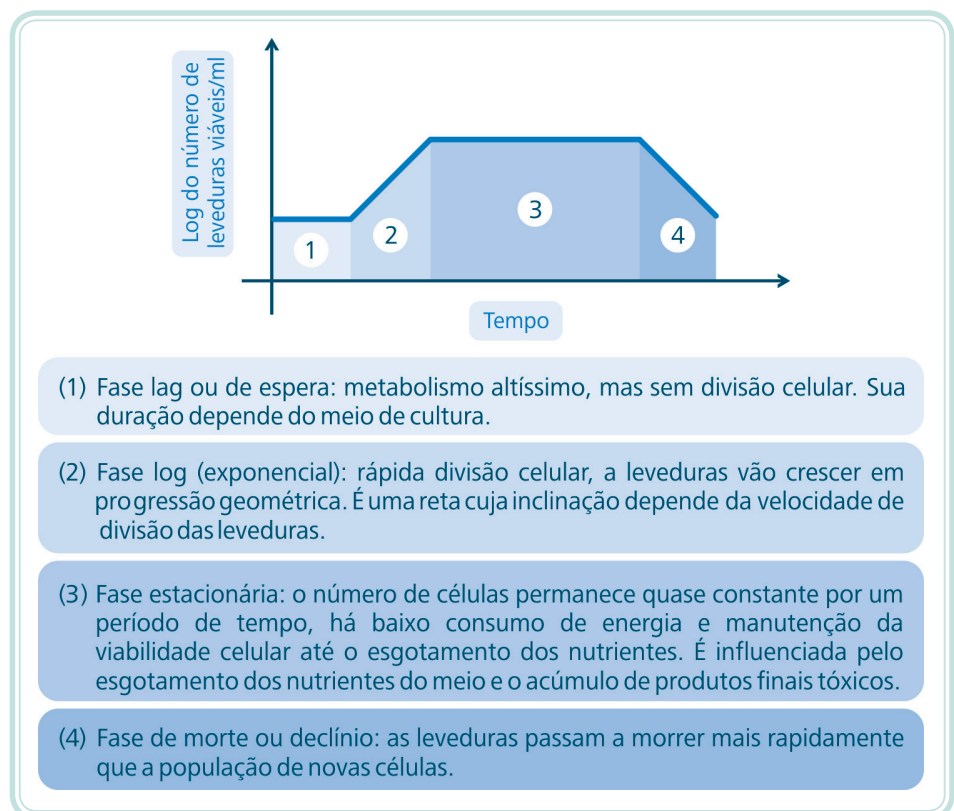 Log do número de
leveduras viáveis/ml
1
2
3
4
Tempo
(1) Fase lag ou de espera: metabolismo altíssimo, mas sem divisão celular. Sua
duração depende do meio de cultura.
(2) Fase log (exponencial): rápida divisão celular, a leveduras vão crescer em
progressão geométrica. É uma reta cuja inclinação depende da velocidade de
divisão das leveduras.
(3) Fase estacionária: o número de células permanece quase constante por um
período de tempo, há baixo consumo de energia e manutenção da
viabilidade celular até o esgotamento dos nutrientes. É influenciada pelo
esgotamento dos nutrientes do meio e o acúmulo de produtos finais tóxicos.
(4) Fase de morte ou declínio: as leveduras passam a morrer mais rapidamente
que a população de novas células.